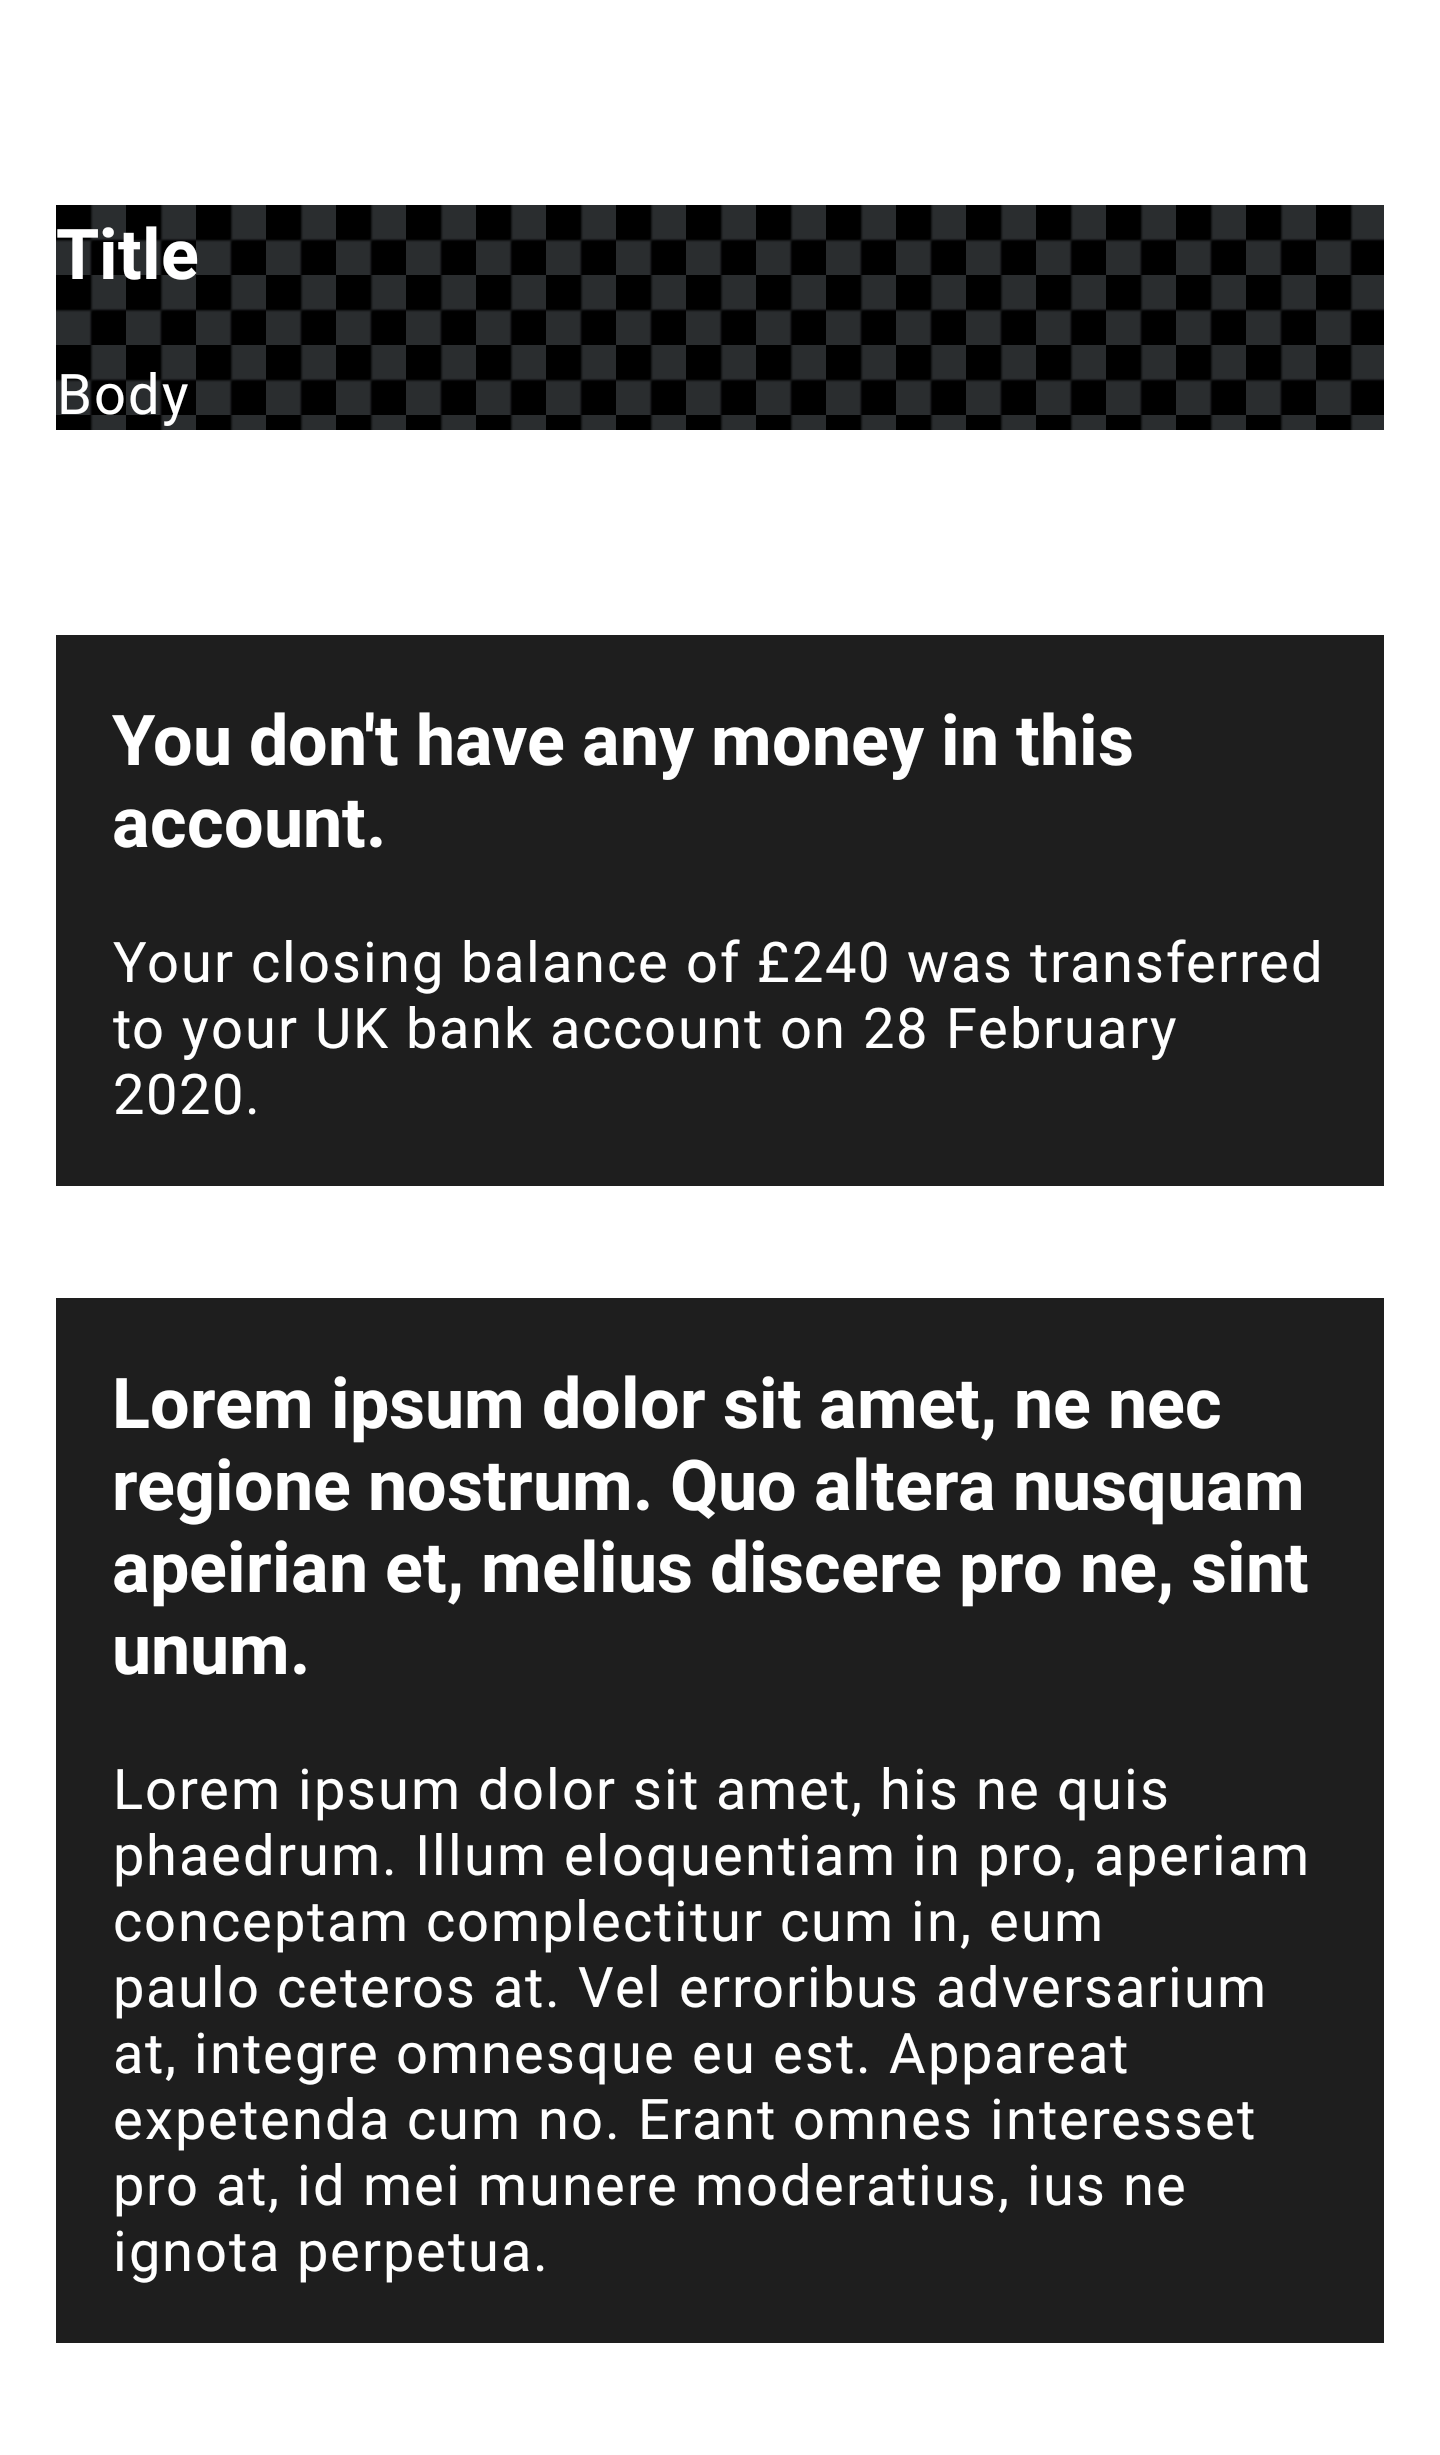 Title
Body
You don't have any money in this
account.
Your closing balance of £240 was transferred
to your UK bank account on 28 February
2020.
Lorem ipsum dolor sit amet, ne nec
regione nostrum. Quo altera nusquam
apeirian et, melius discere pro ne, sint
unum.
Lorem ipsum dolor sit amet, his ne quis
phaedrum. Illum eloquentiam in pro, aperiam
conceptam complectitur cum in, eum
paulo ceteros at. Vel erroribus adversarium
at, integre omnesque eu est. Appareat
expetenda cum no. Erant omnes interesset
pro at, id mei munere moderatius, ius ne
ignota perpetua.